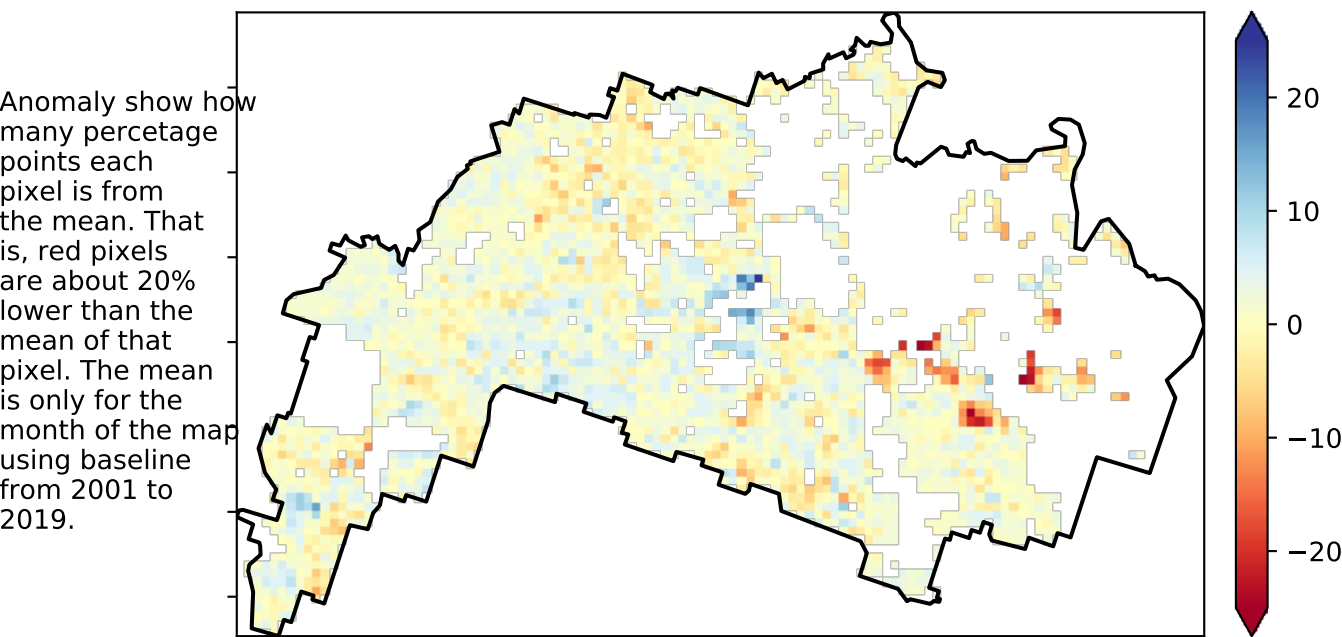 Anomaly show how
many percetage
points each
pixel is from
the mean. That
is, red pixels
are about 20%
lower than the
mean of that
pixel. The mean
is only for the
month of the map
using baseline
from 2001 to
2019.
20
10
0
−10
−20